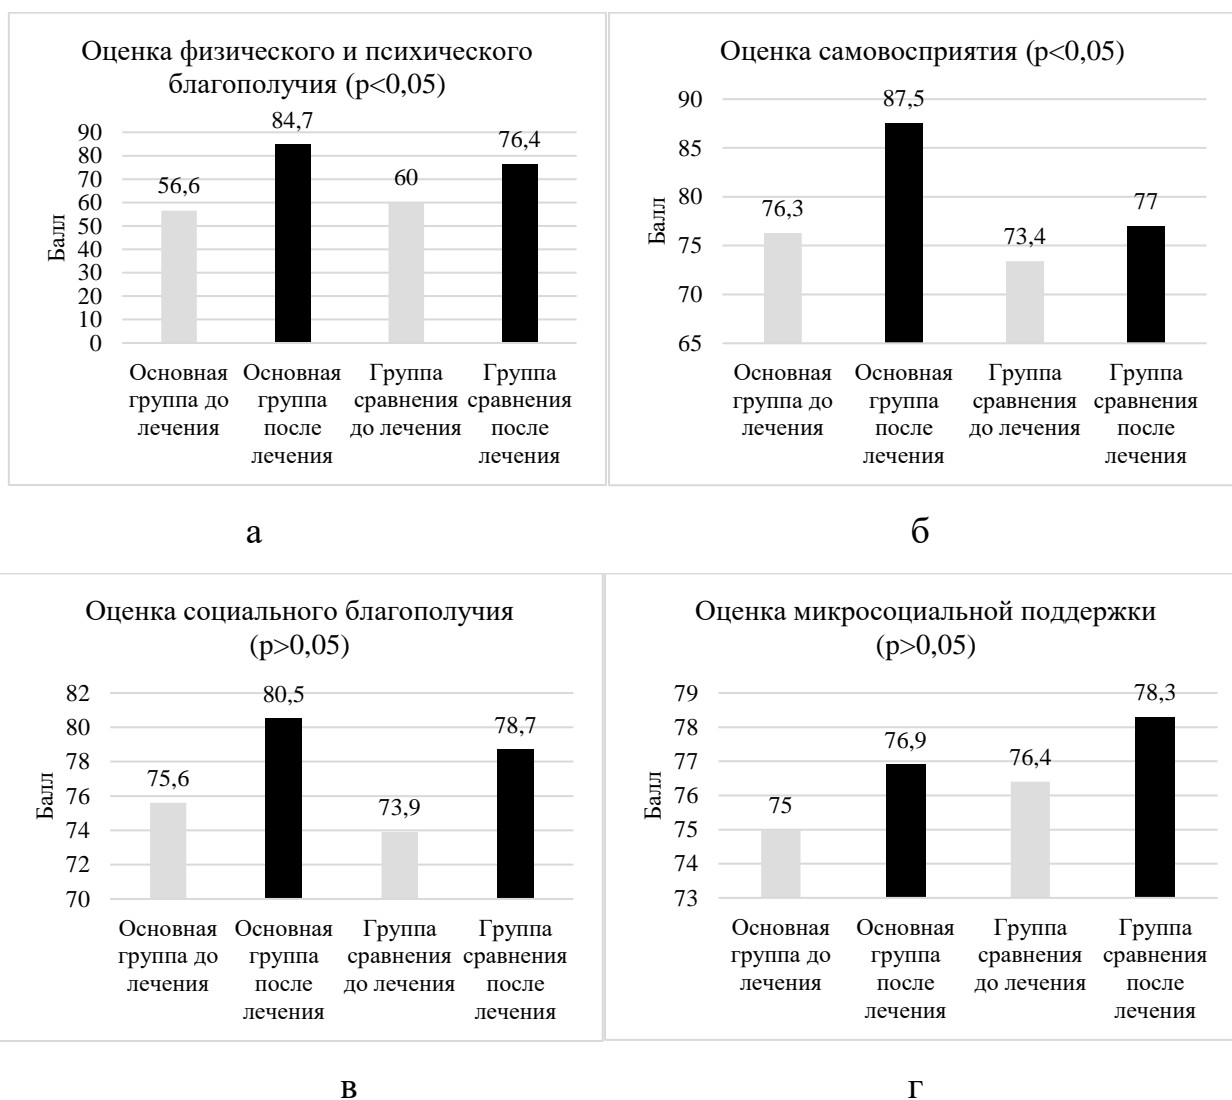 Оценка физического и психического
благополучия (p<0,05)
84,7
76,4
60
56,6
90
80
70
60
50
40
30
20
10
0
Балл
Основная группа до лечения
Основная группа после лечения
Группа сравнения до лечения
Группа сравнения после лечения
Оценка самовосприятия (p<0,05)
87,5
76,3
77
73,4
90
85
80
75
70
65
Балл
Основная группа до лечения
Основная группа после лечения
Группа сравнения до лечения
Группа сравнения после лечения
а
б
Оценка социального благополучия
(p>0,05)
80,5
78,7
75,6
73,9
82
80
78
76
74
72
70
Балл
Основная группа до лечения
Основная группа после лечения
Группа сравнения до лечения
Группа сравнения после лечения
Оценка микросоциальной поддержки
(p>0,05)
78,3
76,9
76,4
75
79
78
77
76
75
74
73
Балл
Основная группа до лечения
Основная группа после лечения
Группа сравнения до лечения
Группа сравнения после лечения
в
г